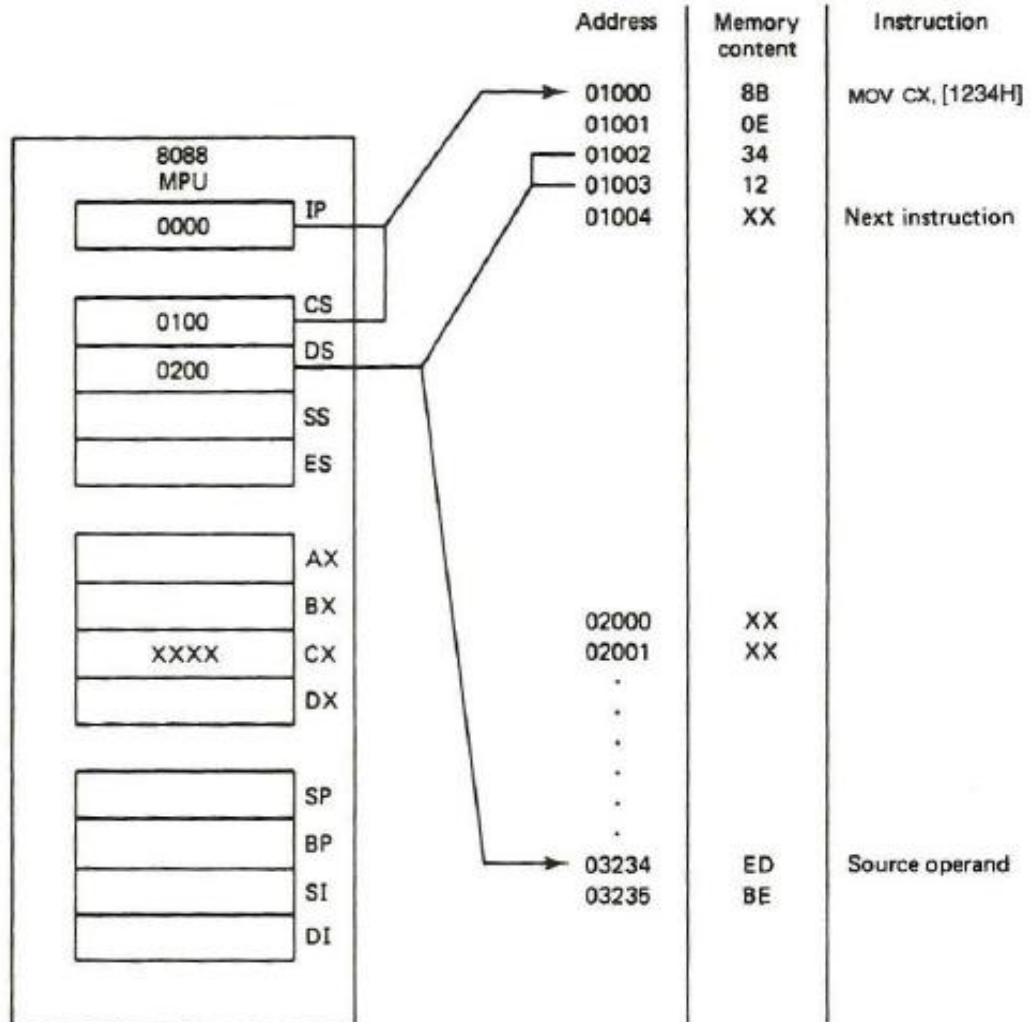 Address Memory content Instruction
01000 8B MOV CX, [1234H]
01001 0E
01002 34
01003 12
01004 XX Next instruction
02000 XX
02001 XX
03234 ED Source operand
03235 BE
8088
MPU
0000 IP
0100 CS
0200 DS
SS
ES
AX
BX
XXXX CX
DX
SP
BP
SI
DI